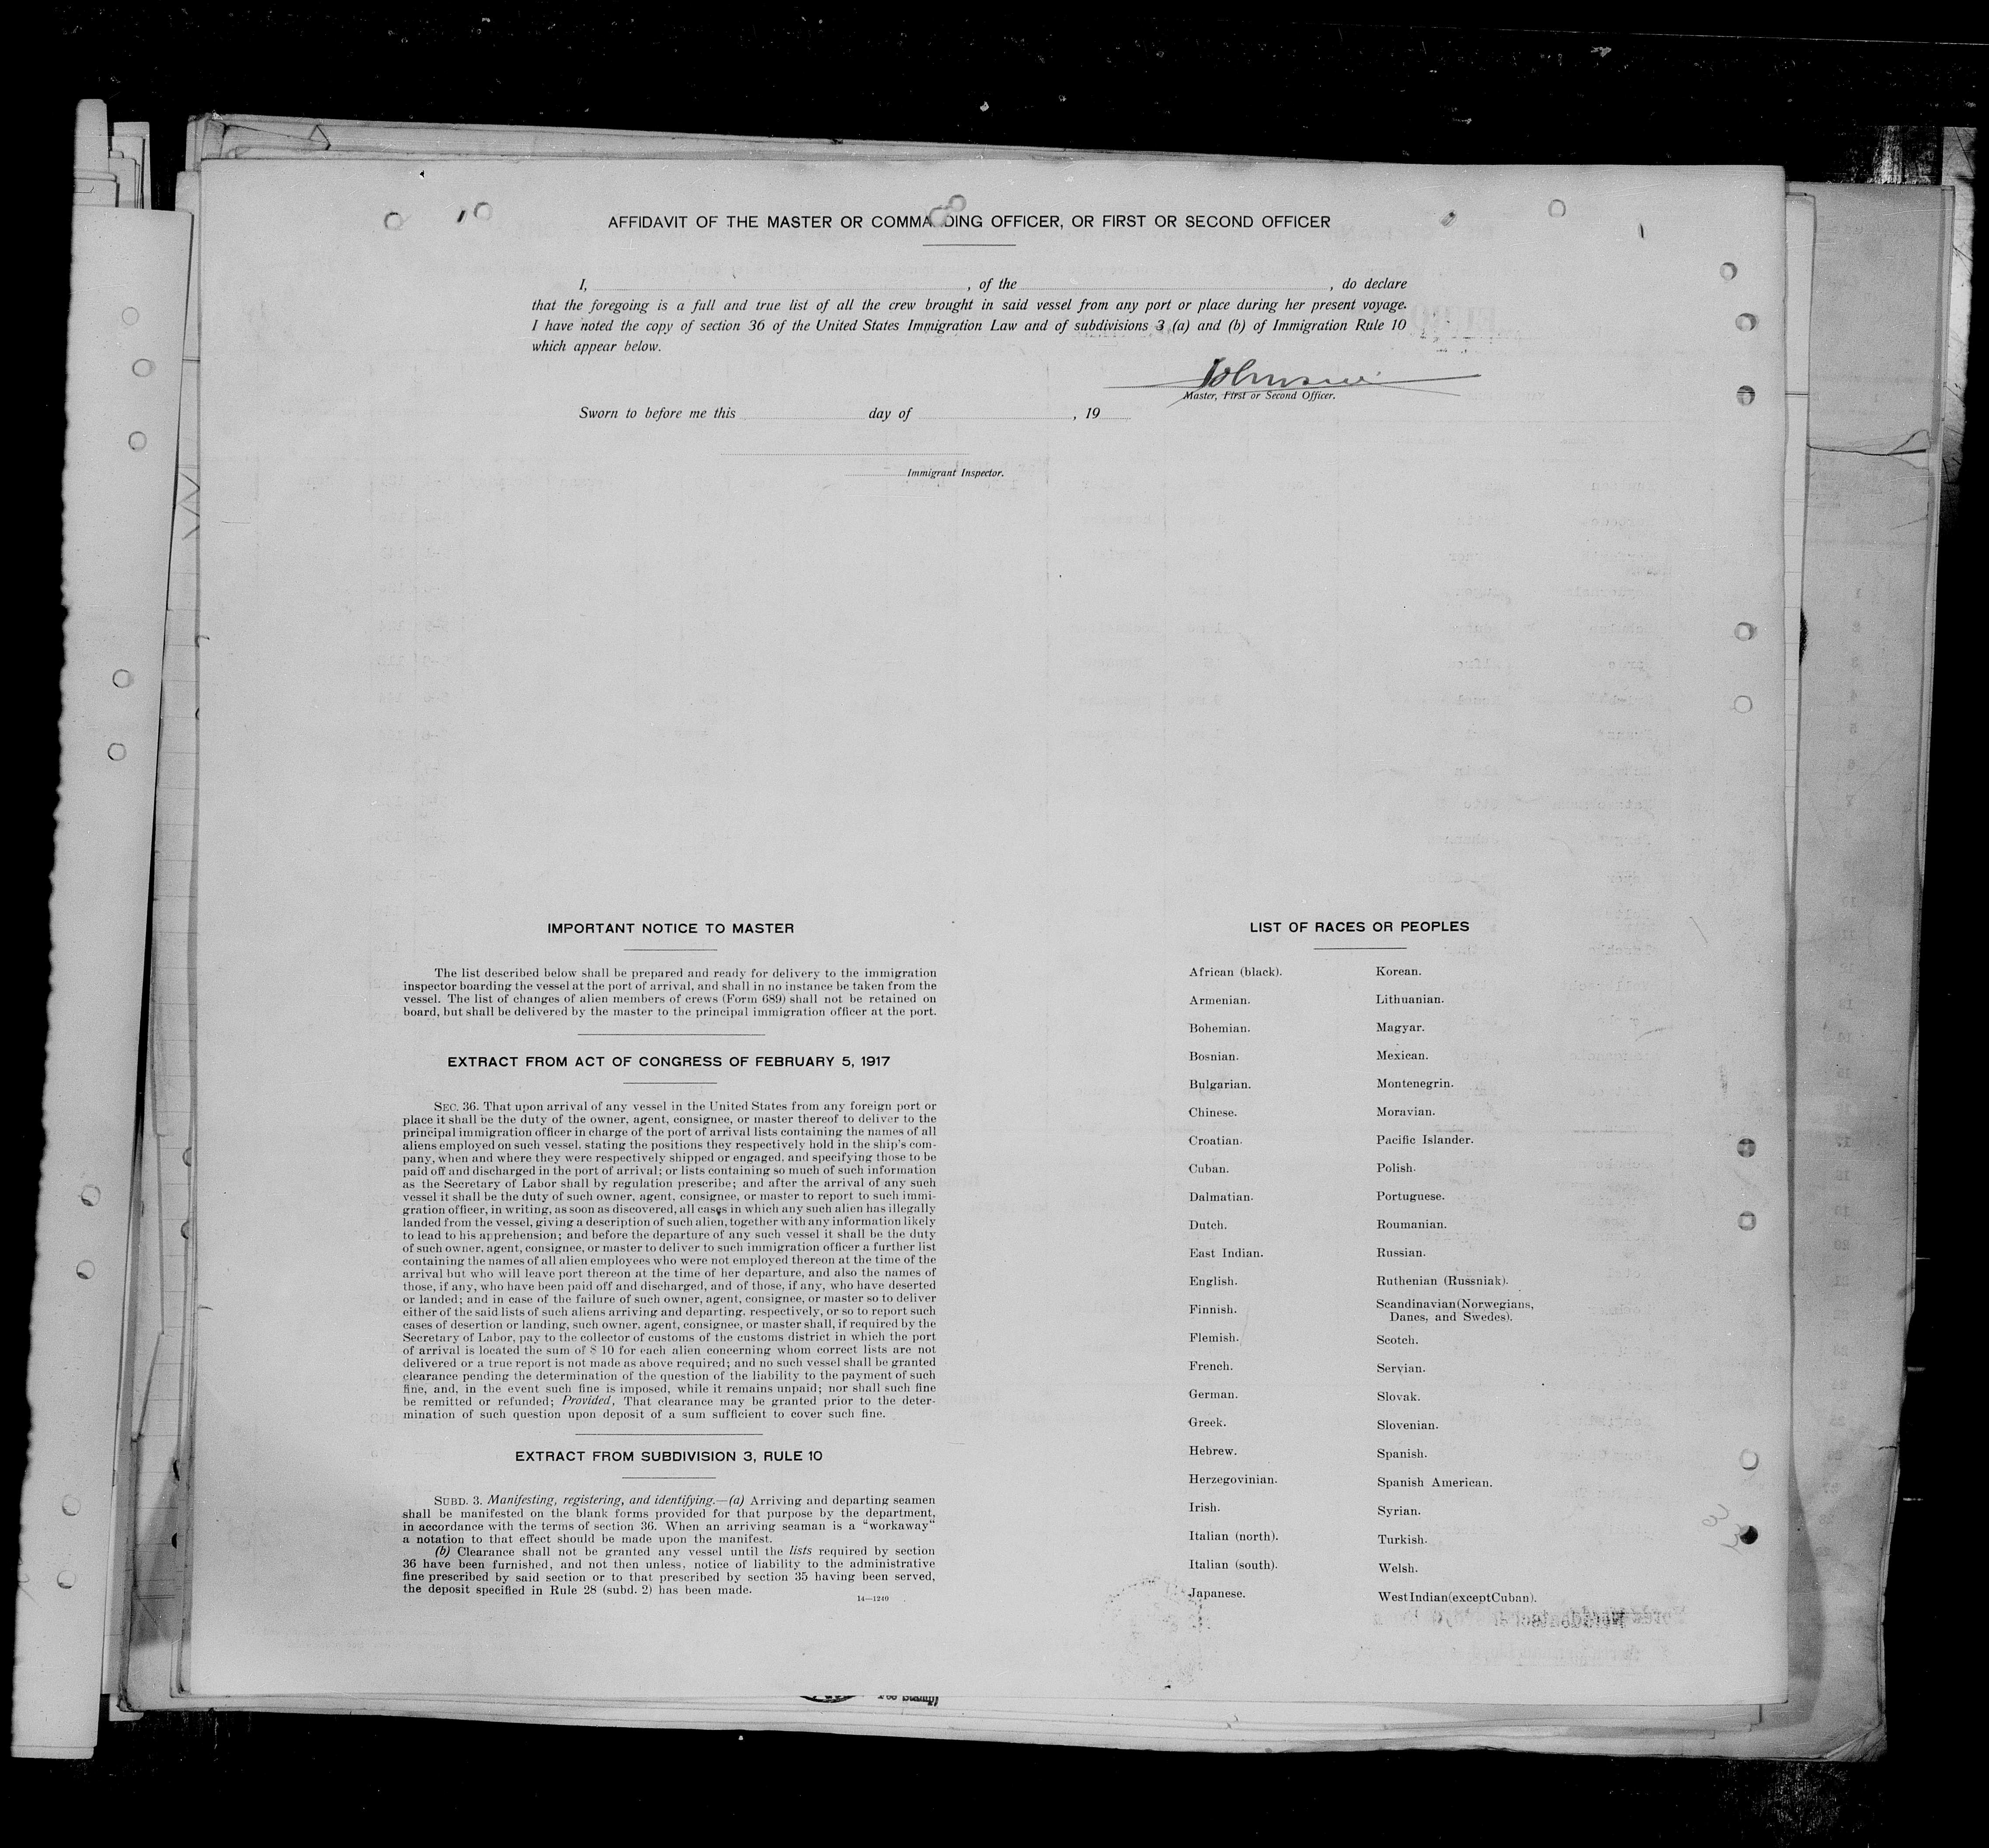 AFFIDAVIT OF THE MASTER OR COMMA DING OFFICER, OR FIRST OR SECOND OFFICER
I, , of the , do declare
that the foregoing is a full and true list of all the crew brought in said vessel from any port or place during her present voyage.
I have noted the copy of section 36 of the United States Immigration Law and of subdivisions 3 (a) and (b) of Immigration Rule 10
which appear below.
Master, First or Second Officer.
Sworn to before me this day of , 19
Immigrant Inspector.
IMPORTANT NOTICE TO MASTER
The list described below shall be prepared and ready for delivery to the immigration
inspector boarding the vessel at the port of arrival, and shall in no instance be taken from the
vessel. The list of changes of alien members of crews (Form 689) shall not be retained on
board, but shall be delivered by the master to the principal immigration officer at the port.
EXTRACT FROM ACT OF CONGRESS OF FEBRUARY 5, 1917
SEC. 36. That upon arrival of any vessel in the United States from any foreign port or
place it shall be the duty of the owner, agent, consignee, or master thereof to deliver to the
principal immigration officer in charge of the port of arrival lists containing the names of all
aliens employed on such vessel, stating the positions they respectively hold in the ship's com-
pany, when and where they were respectively shipped or engaged, and specifying those to be
paid off and discharged in the port of arrival; or lists containing so much of such information
as the Secretary of Labor shall by regulation prescribe; and after the arrival of any such
vessel it shall be the duty of such owner, agent, consignee, or master to report to such immi-
gration officer, in writing, as soon as discovered, all cases in which any such alien has illegally
landed from the vessel, giving a description of such alien, together with any information likely
to lead to his apprehension; and before the departure of any such vessel it shall be the duty
of such owner, agent, consignee, or master to deliver to such immigration officer a further list
containing the names of all alien employees who were not employed thereon at the time of the
arrival but who will leave port thereon at the time of her departure, and also the names of
those, if any, who have been paid off and discharged, and of those, if any, who have deserted
or landed; and in case of the failure of such owner, agent, consignee, or master so to deliver
either of the said lists of such aliens arriving and departing, respectively, or so to report such
cases of desertion or landing, such owner, agent, consignee, or master shall, if required by the
Secretary of Labor, pay to the collector of customs of the customs district in which the port
of arrival is located the sum of $ 10 for each alien concerning whom correct lists are not
delivered or a true report is not made as above required; and no such vessel shall be granted
clearance pending the determination of the question of the liability to the payment of such
fine, and, in the event such fine is imposed, while it remains unpaid; nor shall such fine
be remitted or refunded; Provided, That clearance may be granted prior to the deter-
mination of such question upon deposit of a sum sufficient to cover such fine.
EXTRACT FROM SUBDIVISION 3, RULE 10
SUBD. 3. Manifesting, registering, and identifying.—(a) Arriving and departing seamen
shall be manifested on the blank forms provided for that purpose by the department,
in accordance with the terms of section 36. When an arriving seaman is a "workaway"
a notation to that effect should be made upon the manifest.
(b) Clearance shall not be granted any vessel until the lists required by section
36 have been furnished, and not then unless, notice of liability to the administrative
fine prescribed by said section or to that prescribed by section 35 having been served,
the deposit specified in Rule 28 (subd. 2) has been made.
14—1240
LIST OF RACES OR PEOPLES
African (black).
Armenian.
Bohemian.
Bosnian.
Bulgarian.
Chinese.
Croatian.
Cuban.
Dalmatian.
Dutch.
East Indian.
English.
Finnish.
Flemish.
French.
German.
Greek.
Hebrew.
Herzegovinian.
Irish.
Italian (north).
Italian (south).
Japanese.
Korean.
Lithuanian.
Magyar.
Mexican.
Montenegrin.
Moravian.
Pacific Islander.
Polish.
Portuguese.
Roumanian.
Russian.
Ruthenian (Russniak).
Scandinavian (Norwegians,
Danes, and Swedes).
Scotch.
Servian.
Slovak.
Slovenian.
Spanish.
Spanish American.
Syrian.
Turkish.
Welsh.
West Indian (except Cuban).